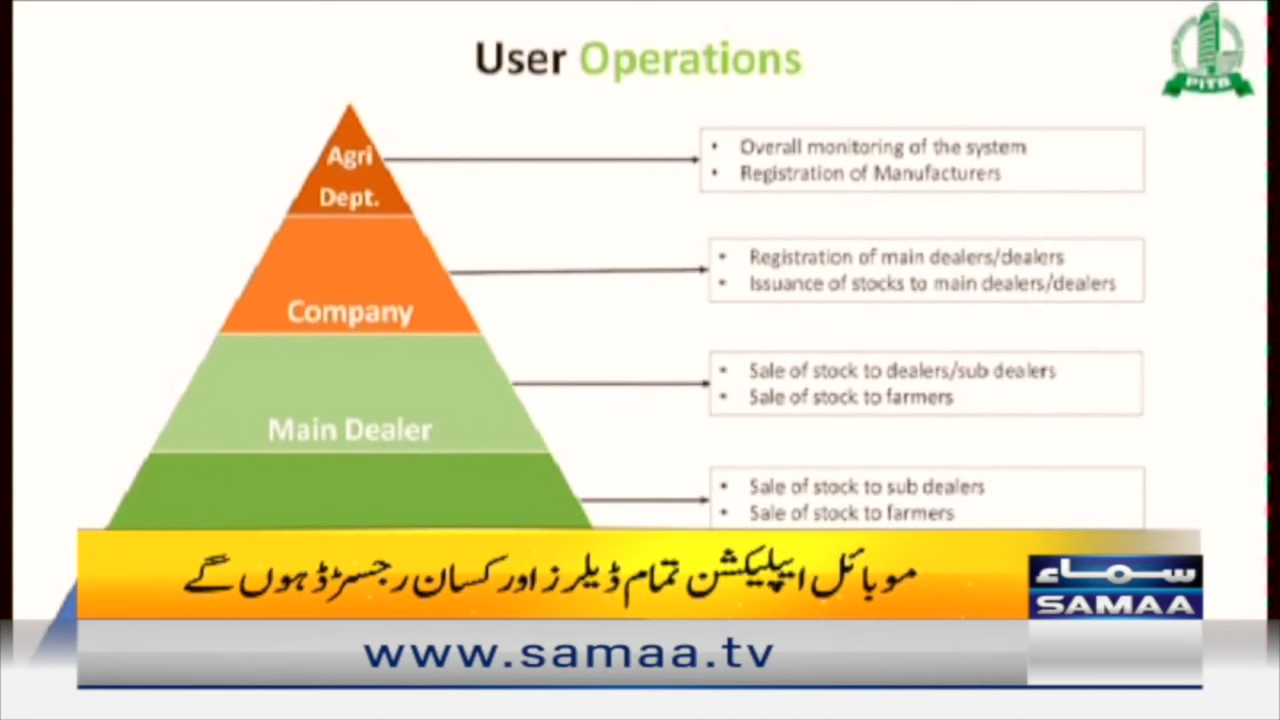 User Operations
PITB
Agri
Dept.
• Overall monitoring of the system
• Registration of Manufacturers
Company
• Registration of main dealers/dealers
• Issuance of stocks to main dealers/dealers
Main Dealer
• Sale of stock to dealers/sub dealers
• Sale of stock to farmers
• Sale of stock to sub dealers
• Sale of stock to farmers
موبائل ایپلیکشن تمام ڈیلرز اور کسان رجسٹرڈ ہوں گے
سماء
SAMAA
www.samaa.tv